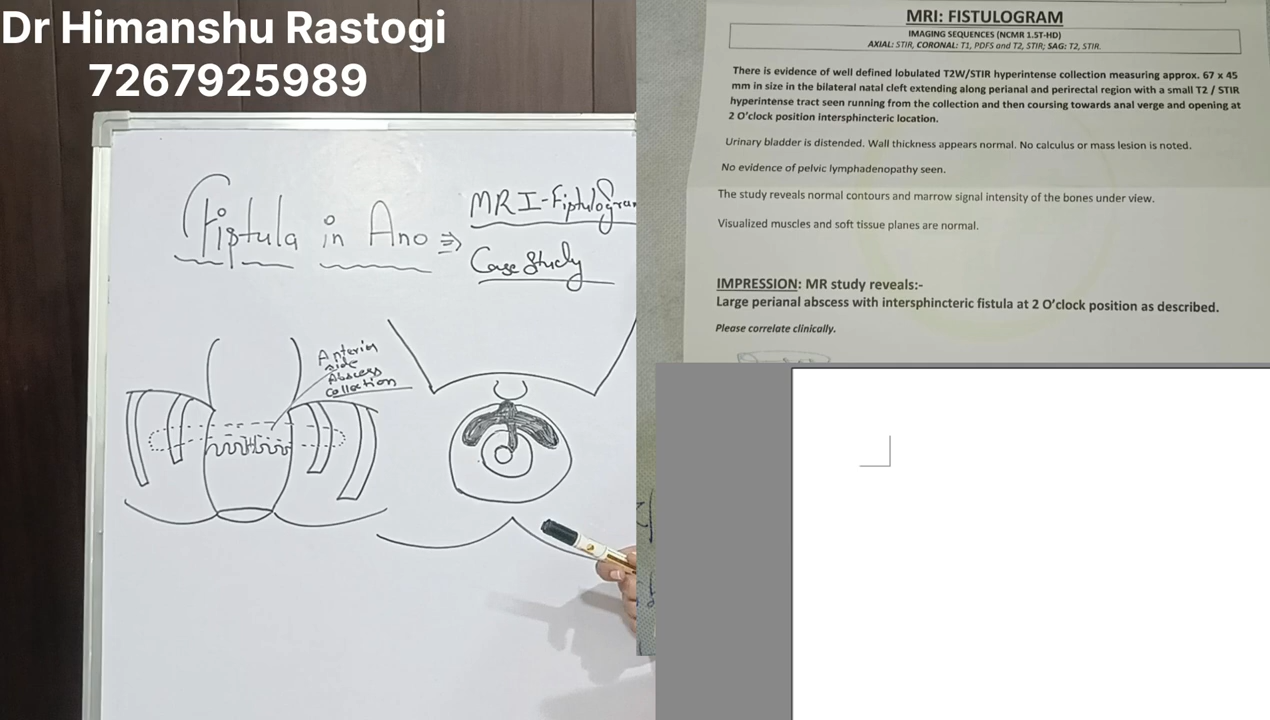 Dr Himanshu Rastogi
7267925989
Fistula in Ano ⇒
MRI-Fistulogram
Case Study
Anterior
side
Abscess
Collection
MRI: FISTULOGRAM
IMAGING SEQUENCES (NCMR 1.5T-HD)
AXIAL: STIR, CORONAL: T1, PDFS and T2, STIR; SAG: T2, STIR.
There is evidence of well defined lobulated T2W/STIR hyperintense collection measuring approx. 67 x 45
mm in size in the bilateral natal cleft extending along perianal and perirectal region with a small T2 / STIR
hyperintense tract seen running from the collection and then coursing towards anal verge and opening at
2 O'clock position intersphincteric location.
Urinary bladder is distended. Wall thickness appears normal. No calculus or mass lesion is noted.
No evidence of pelvic lymphadenopathy seen.
The study reveals normal contours and marrow signal intensity of the bones under view.
Visualized muscles and soft tissue planes are normal.
IMPRESSION: MR study reveals:-
Large perianal abscess with intersphincteric fistula at 2 O'clock position as described.
Please correlate clinically.